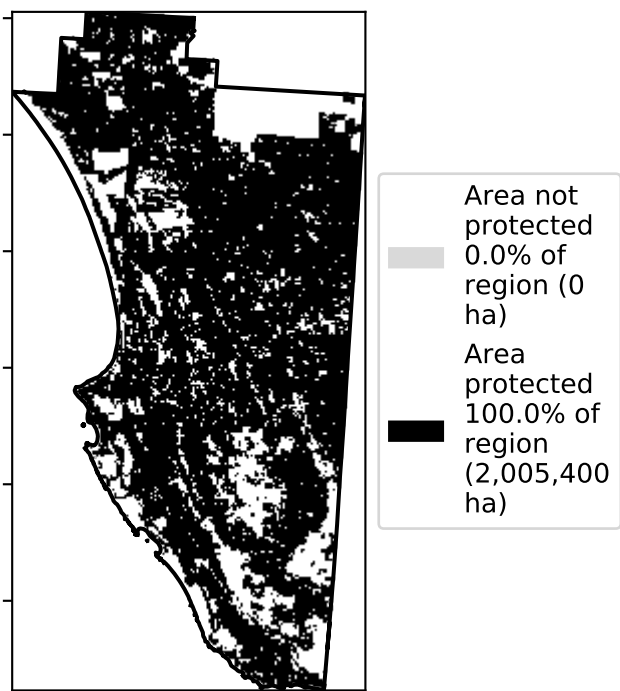 Area not
protected
0.0% of
region (0
ha)
Area
protected
100.0% of
region
(2,005,400
ha)